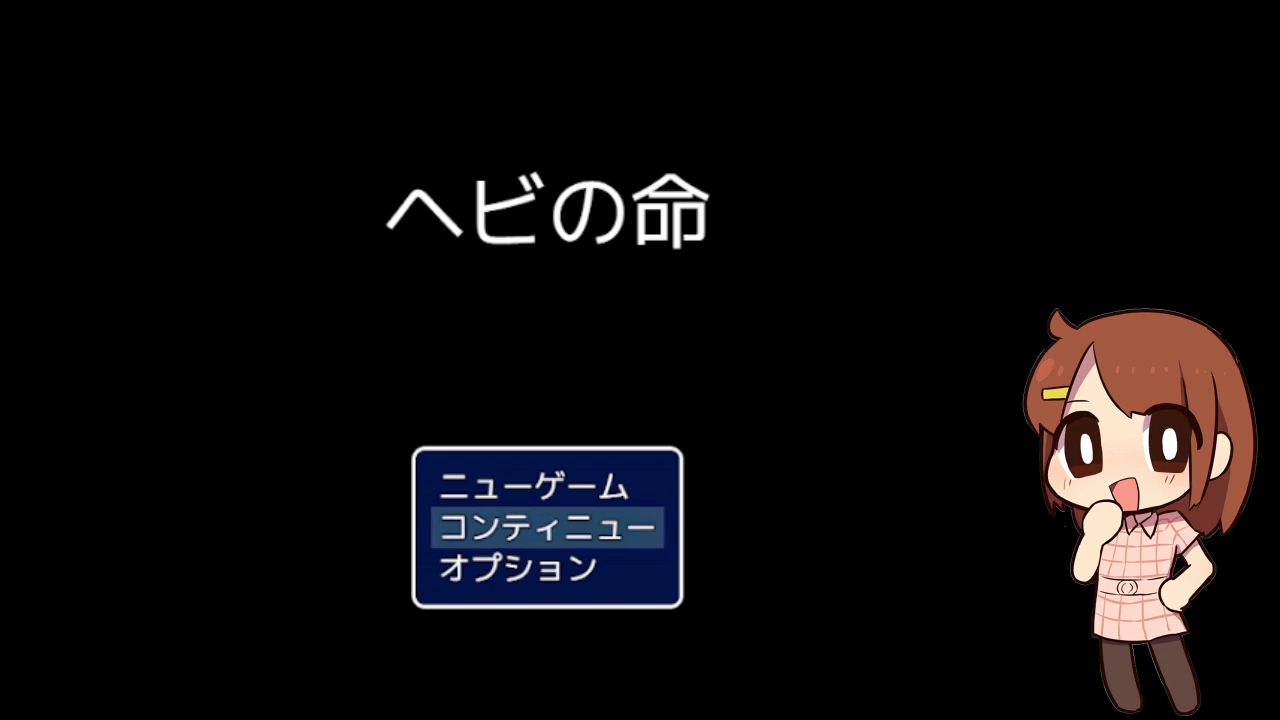 ヘビの命
ニューゲーム
コンティニュー
オプション